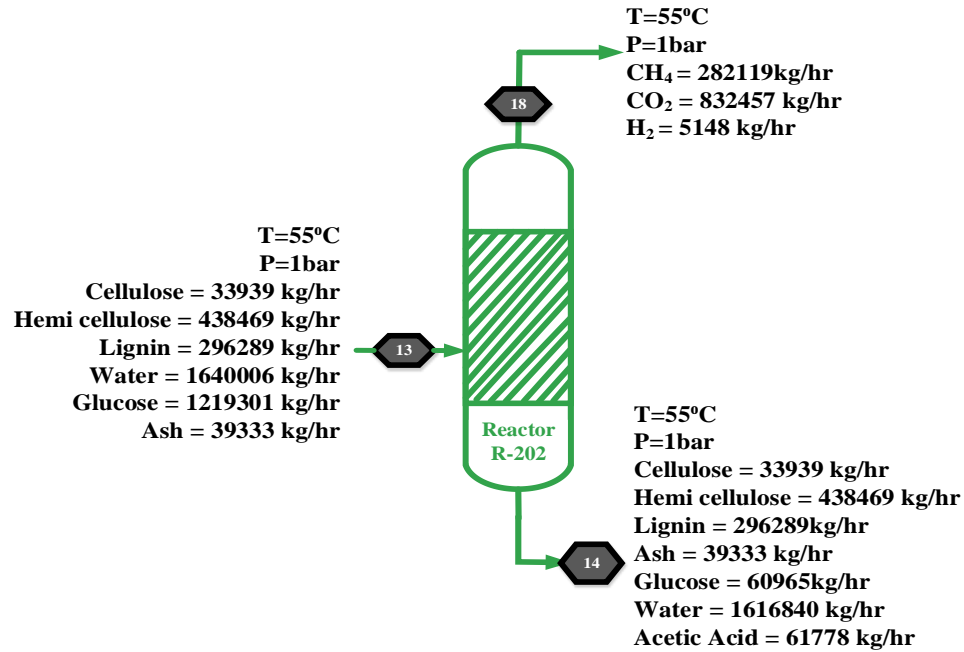 T=55⁰C
P=1bar
CH₄ = 282119kg/hr
CO₂ = 832457 kg/hr
H₂ = 5148 kg/hr
18
T=55⁰C
P=1bar
Cellulose = 33939 kg/hr
Hemi cellulose = 438469 kg/hr
Lignin = 296289 kg/hr
Water = 1640006 kg/hr
Glucose = 1219301 kg/hr
Ash = 39333 kg/hr
13
Reactor
R-202
14
T=55⁰C
P=1bar
Cellulose = 33939 kg/hr
Hemi cellulose = 438469 kg/hr
Lignin = 296289kg/hr
Ash = 39333 kg/hr
Glucose = 60965kg/hr
Water = 1616840 kg/hr
Acetic Acid = 61778 kg/hr